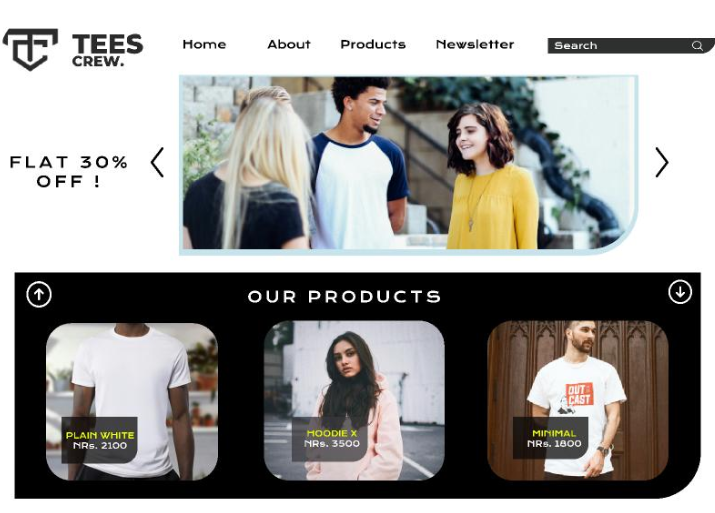 TEES
CREW.
Home About Products Newsletter Search
FLAT 30%
OFF !
OUR PRODUCTS
PLAIN WHITE
NRs. 2100
HOODIE X
NRs. 3500
OUT
CAST
MINIMAL
NRs. 1800